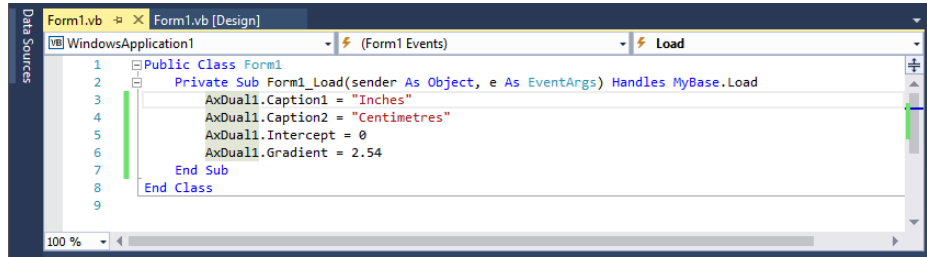 Data Sources
Form1.vb Form1.vb [Design]
VB WindowsApplication1 (Form1 Events) Load
1 Public Class Form1
2 Private Sub Form1_Load(sender As Object, e As EventArgs) Handles MyBase.Load
3 AxDual1.Caption1 = "Inches"
4 AxDual1.Caption2 = "Centimetres"
5 AxDual1.Intercept = 0
6 AxDual1.Gradient = 2.54
7 End Sub
8 End Class
9
100 %